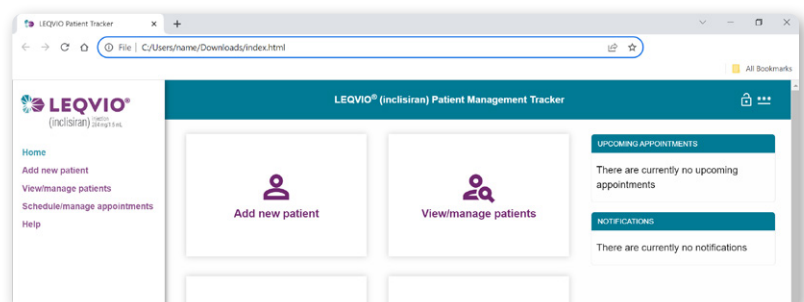 LEQVIO Patient Tracker
File | C:/Users/name/Downloads/index.html
All Bookmarks
LEQVIO®
(inclisiran)
LEQVIO® (inclisiran) Patient Management Tracker
Home
Add new patient
View/manage patients
Schedule/manage appointments
Help
Add new patient
View/manage patients
UPCOMING APPOINTMENTS
There are currently no upcoming
appointments
NOTIFICATIONS
There are currently no notifications